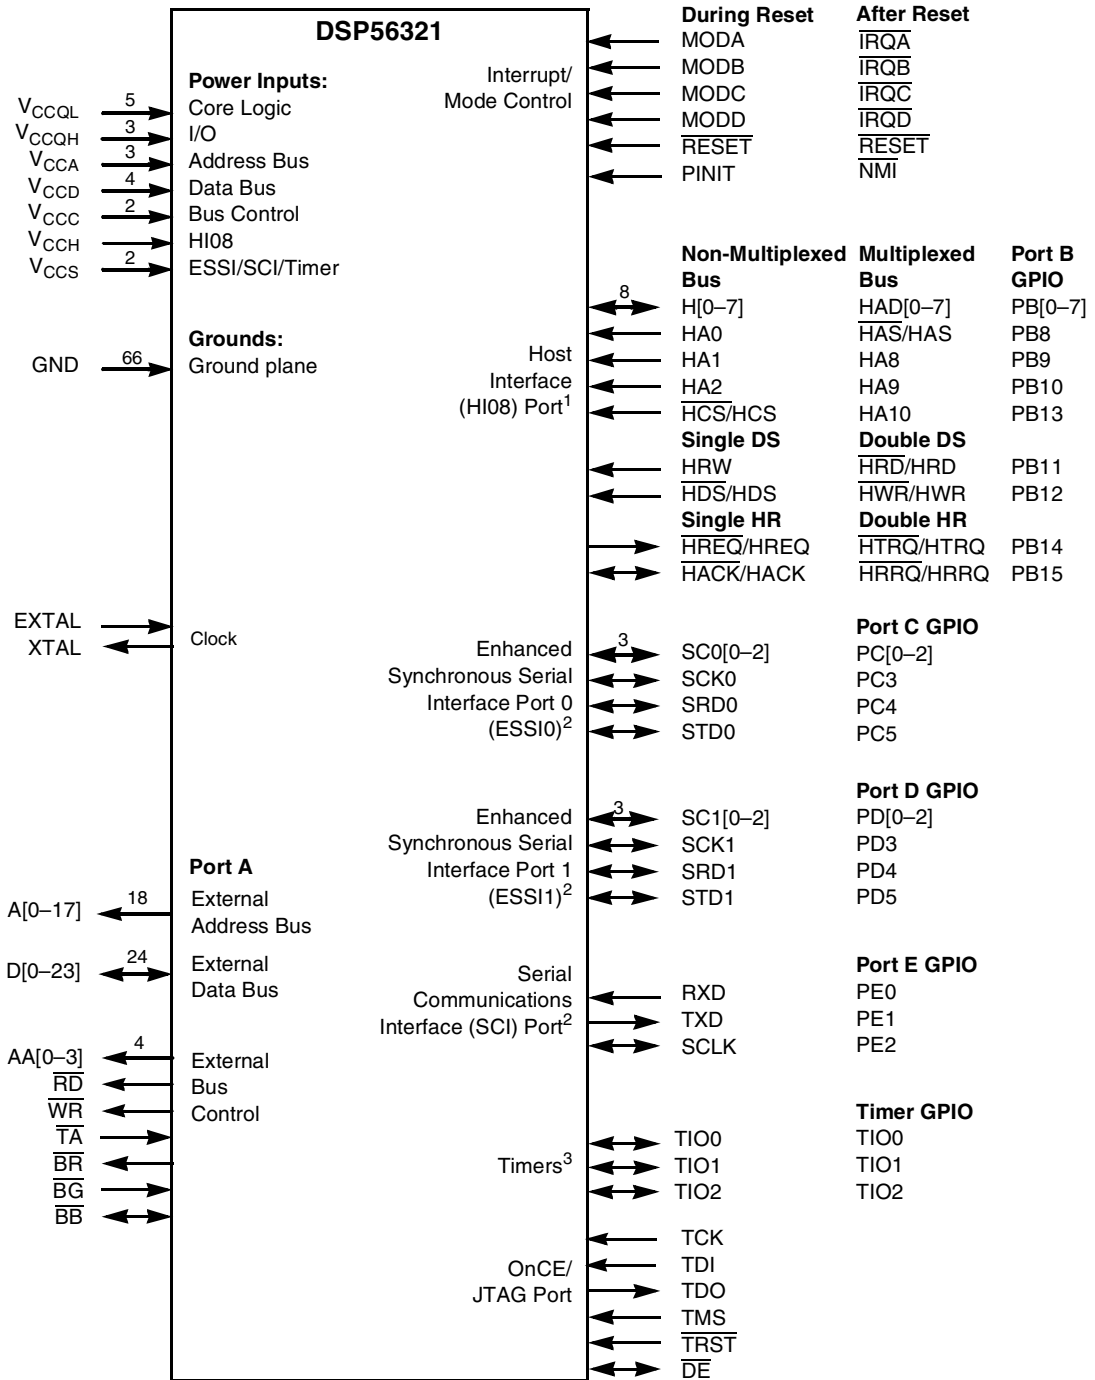 DSP56321
During Reset After Reset
MODA IRQA
MODB IRQB
MODC IRQC
MODD IRQD
RESET RESET
PINIT NMI
Interrupt/
Mode Control
Power Inputs:
VCCQL 5 Core Logic
VCCQH 3 I/O
VCCA 3 Address Bus
VCCD 4 Data Bus
VCCC 2 Bus Control
VCCH HI08
VCCS 2 ESSI/SCI/Timer
Grounds:
GND 66 Ground plane
Non-Multiplexed Multiplexed Port B
Bus Bus GPIO
8 H[0–7] HAD[0–7] PB[0–7]
HA0 HAS/HAS PB8
HA1 HA8 PB9
HA2 HA9 PB10
HCS/HCS HA10 PB13
Single DS Double DS
HRW HRD/HRD PB11
HDS/HDS HWR/HWR PB12
Single HR Double HR
HREQ/HREQ HTRQ/HTRQ PB14
HACK/HACK HRRQ/HRRQ PB15
Host
Interface
(HI08) Port1
EXTAL
XTAL
Clock
Port C GPIO
Enhanced 3 SC0[0–2] PC[0–2]
Synchronous Serial SCK0 PC3
Interface Port 0 SRD0 PC4
(ESSI0)2 STD0 PC5
Port D GPIO
Enhanced 3 SC1[0–2] PD[0–2]
Synchronous Serial SCK1 PD3
Interface Port 1 SRD1 PD4
(ESSI1)2 STD1 PD5
Port A
A[0–17] 18 External
Address Bus
D[0–23] 24 External
Data Bus
Port E GPIO
Serial
Communications RXD PE0
Interface (SCI) Port2 TXD PE1
SCLK PE2
AA[0–3] 4 External
RD Bus
WR Control
TA
BR
BG
BB
Timer GPIO
TIO0 TIO0
Timers3 TIO1 TIO1
TIO2 TIO2
TCK
OnCE/ TDI
JTAG Port TDO
TMS
TRST
DE